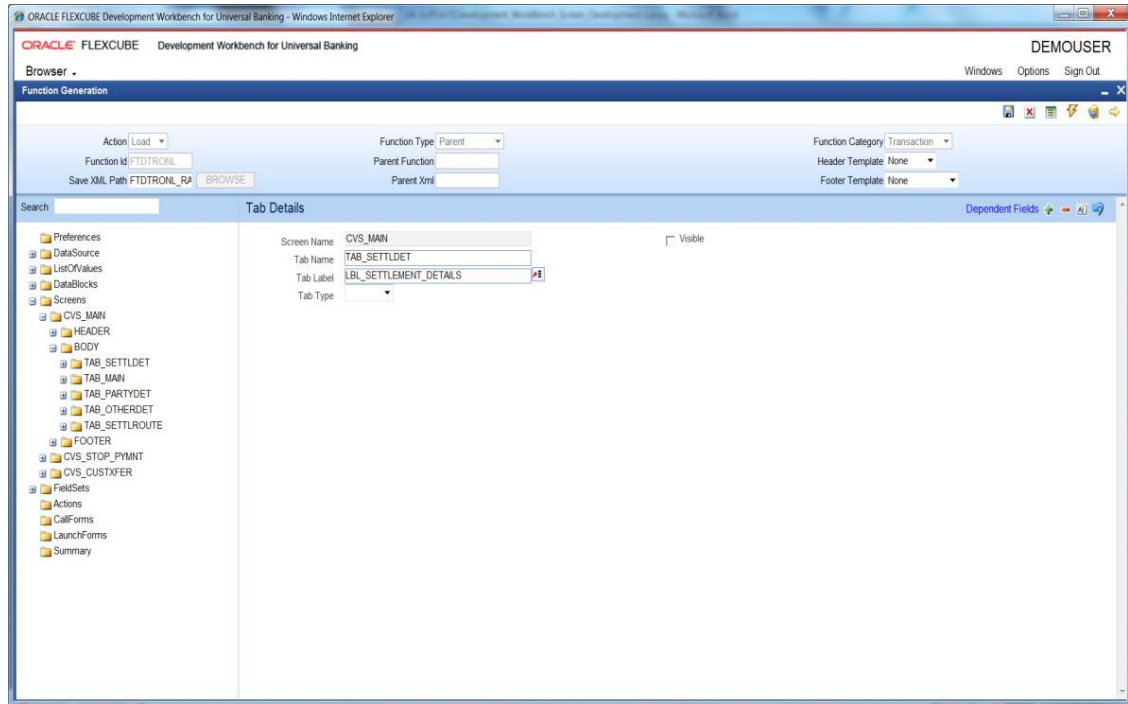 ORACLE FLEXCUBE Development Workbench for Universal Banking - Windows Internet Explorer
ORACLE FLEXCUBE Development Workbench for Universal Banking DEMOUSER
Browser Windows Options Sign Out
Function Generation
Action Load Function Type Parent Function Category Transaction
Function Id FTDTRONL Parent Function Header Template None
Save XML Path FTDTRONL_RA BROWSE Parent Xml Footer Template None
Search Tab Details Dependent Fields
Preferences
DataSource
ListOfValues
DataBlocks
Screens
CVS_MAIN
HEADER
BODY
TAB_SETTLDET
TAB_MAIN
TAB_PARTYDET
TAB_OTHERDET
TAB_SETTLROUTE
FOOTER
CVS_STOP_PYMNT
CVS_CUSTXFER
FieldSets
Actions
CallForms
LaunchForms
Summary
Screen Name CVS_MAIN Visible
Tab Name TAB_SETTLDET
Tab Label LBL_SETTLEMENT_DETAILS
Tab Type